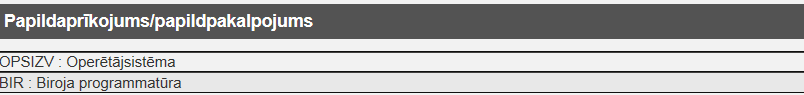 Papildaprīkojums/papildpakalpojums
OPSIZV : Operētājsistēma
BIR : Biroja programmatūra